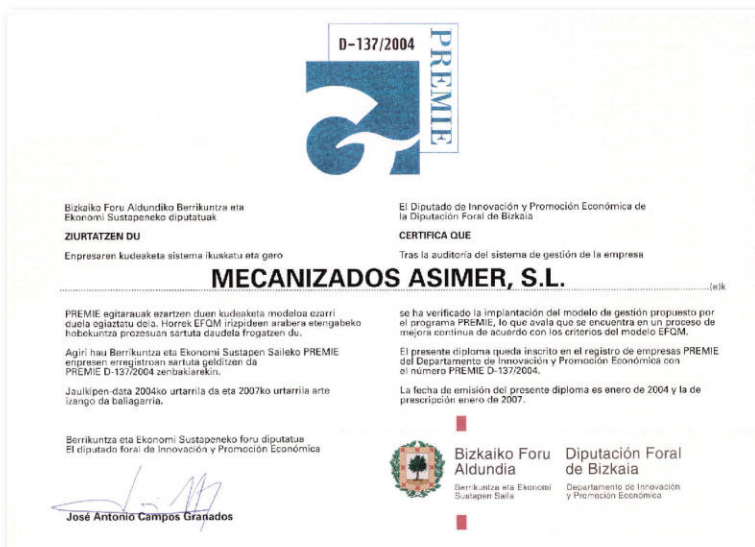 D-137/2004
PREMIE
Bizkaiko Foru Aldundiko Berrikuntza eta
Ekonomi Sustapeneko diputatuak
ZIURTATZEN DU
Enpresaren kudeaketa sistema ikuskatu eta gero
El Diputado de Innovación y Promoción Económica de
la Diputación Foral de Bizkaia
CERTIFICA QUE
Tras la auditoría del sistema de gestión de la empresa
MECANIZADOS ASIMER, S.L.
(e)k
PREMIE egitarauak ezartzen duen kudeaketa modeloa ezarri
duela egiaztatu dela. Horrek EFQM irizpideen arabera etengabeko
hobekuntza prozesuan sartuta daudela frogatzen du.
Agiri hau Berrikuntza eta Ekonomi Sustapen Saileko PREMIE
enpresen erregistroan sartuta gelditzen da
PREMIE D-137/2004 zenbakiarekin.
Jaulkipen-data 2004ko urtarrila da eta 2007ko urtarrila arte
izango da baliagarria.
se ha verificado la implantación del modelo de gestión propuesto por
el programa PREMIE, lo que avala que se encuentra en un proceso de
mejora continua de acuerdo con los criterios del modelo EFQM.
El presente diploma queda inscrito en el registro de empresas PREMIE
del Departamento de Innovación y Promoción Económica con
el número PREMIE D-137/2004.
La fecha de emisión del presente diploma es enero de 2004 y la de
prescripción enero de 2007.
Berrikuntza eta Ekonomi Sustapeneko foru diputatua
El diputado foral de Innovación y Promoción Económica
José Antonio Campos Granados
Bizkaiko Foru
Aldundia
Berrikuntza eta Ekonomi
Sustapen Saila
Diputación Foral
de Bizkaia
Departamento de Innovación
y Promoción Económica